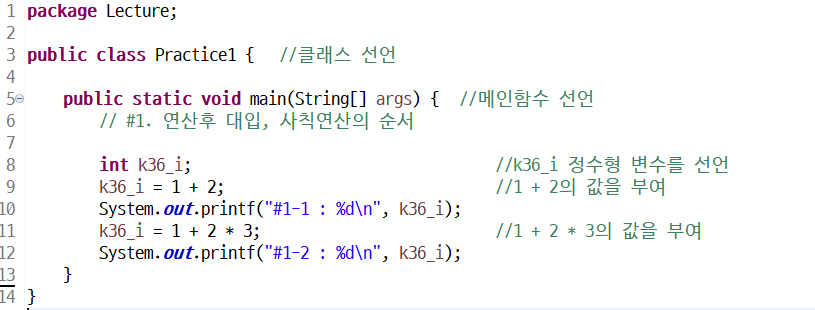 1 package Lecture;
2
3 public class Practice1 {   //클래스 선언
4
5     public static void main(String[] args) {  //메인함수 선언
6         // #1. 연산후 대입, 사칙연산의 순서
7
8         int k36_i;                                  //k36_i 정수형 변수를 선언
9         k36_i = 1 + 2;                              //1 + 2의 값을 부여
10         System.out.printf("#1-1 : %d\n", k36_i);
11         k36_i = 1 + 2 * 3;                          //1 + 2 * 3의 값을 부여
12         System.out.printf("#1-2 : %d\n", k36_i);
13     }
14 }